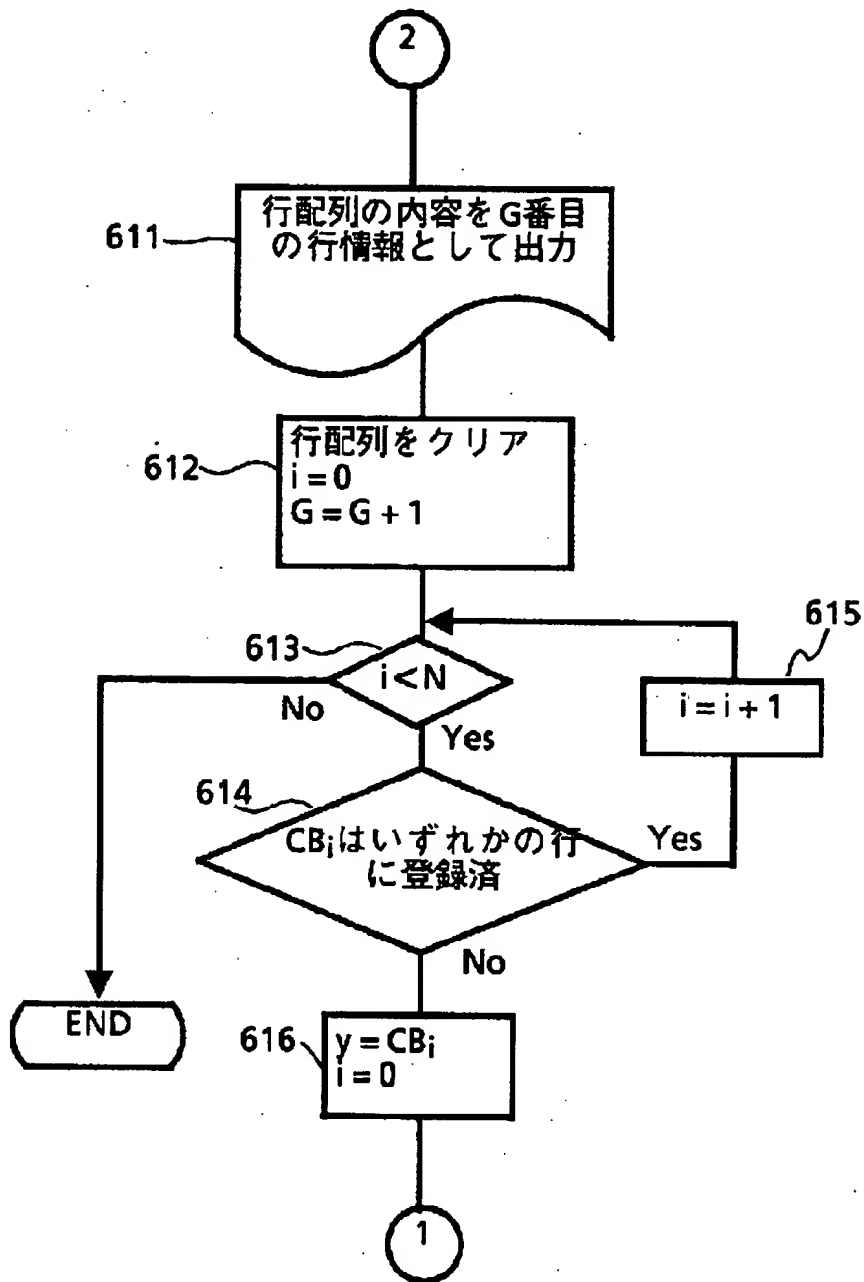 2
行配列の内容をG番目
の行情報として出力
611
行配列をクリア
i=0
G=G+1
612
613
i<N
No
Yes
615
i=i+1
614
CBiはいずれかの行
に登録済
Yes
No
END
616
y=CBi
i=0
1